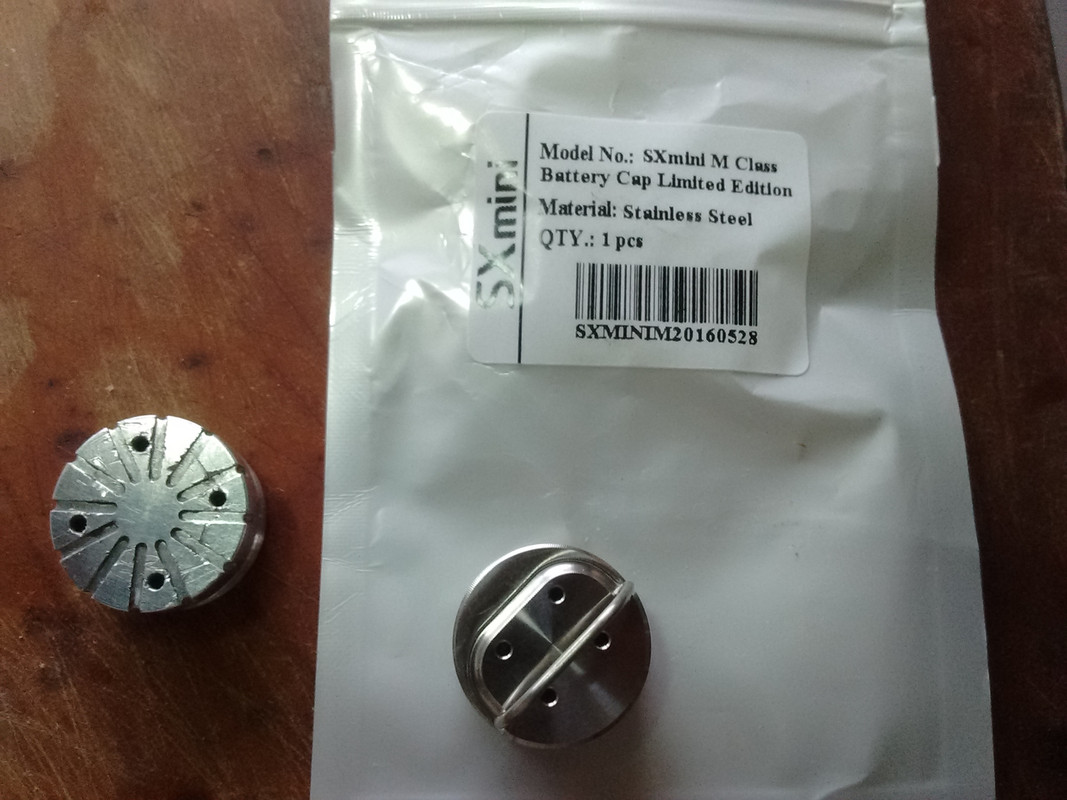 SXmini
Model No.: SXmini M Class
Battery Cap Limited Edition
Material: Stainless Steel
QTY.: 1 pcs
SXMINIM20160528